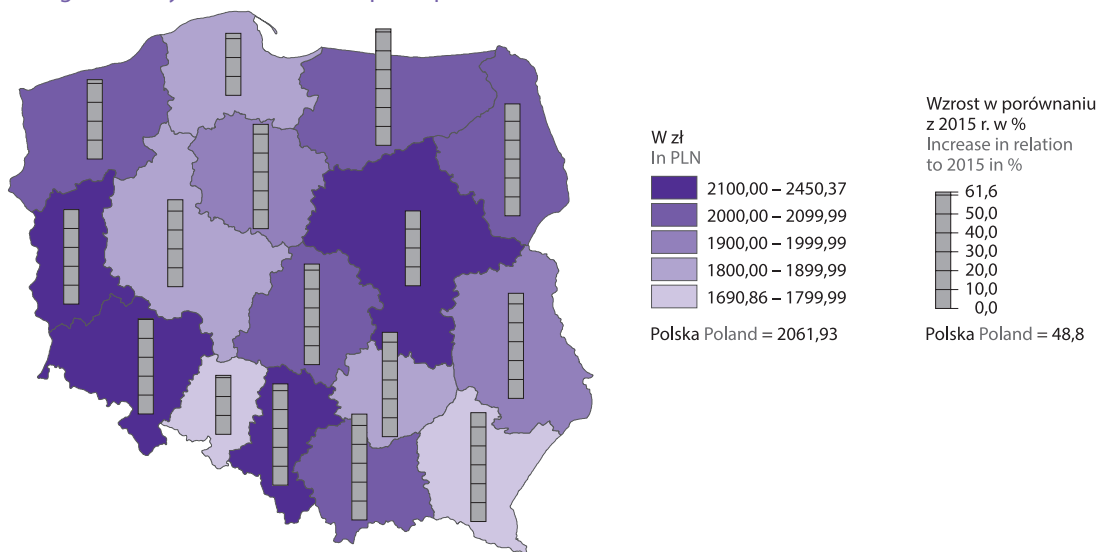 W zł
In PLN
2100,00 – 2450,37
2000,00 – 2099,99
1900,00 – 1999,99
1800,00 – 1899,99
1690,86 – 1799,99
Polska Poland = 2061,93
Wzrost w porównaniu
z 2015 r. w %
Increase in relation
to 2015 in %
61,6
50,0
40,0
30,0
20,0
10,0
0,0
Polska Poland = 48,8